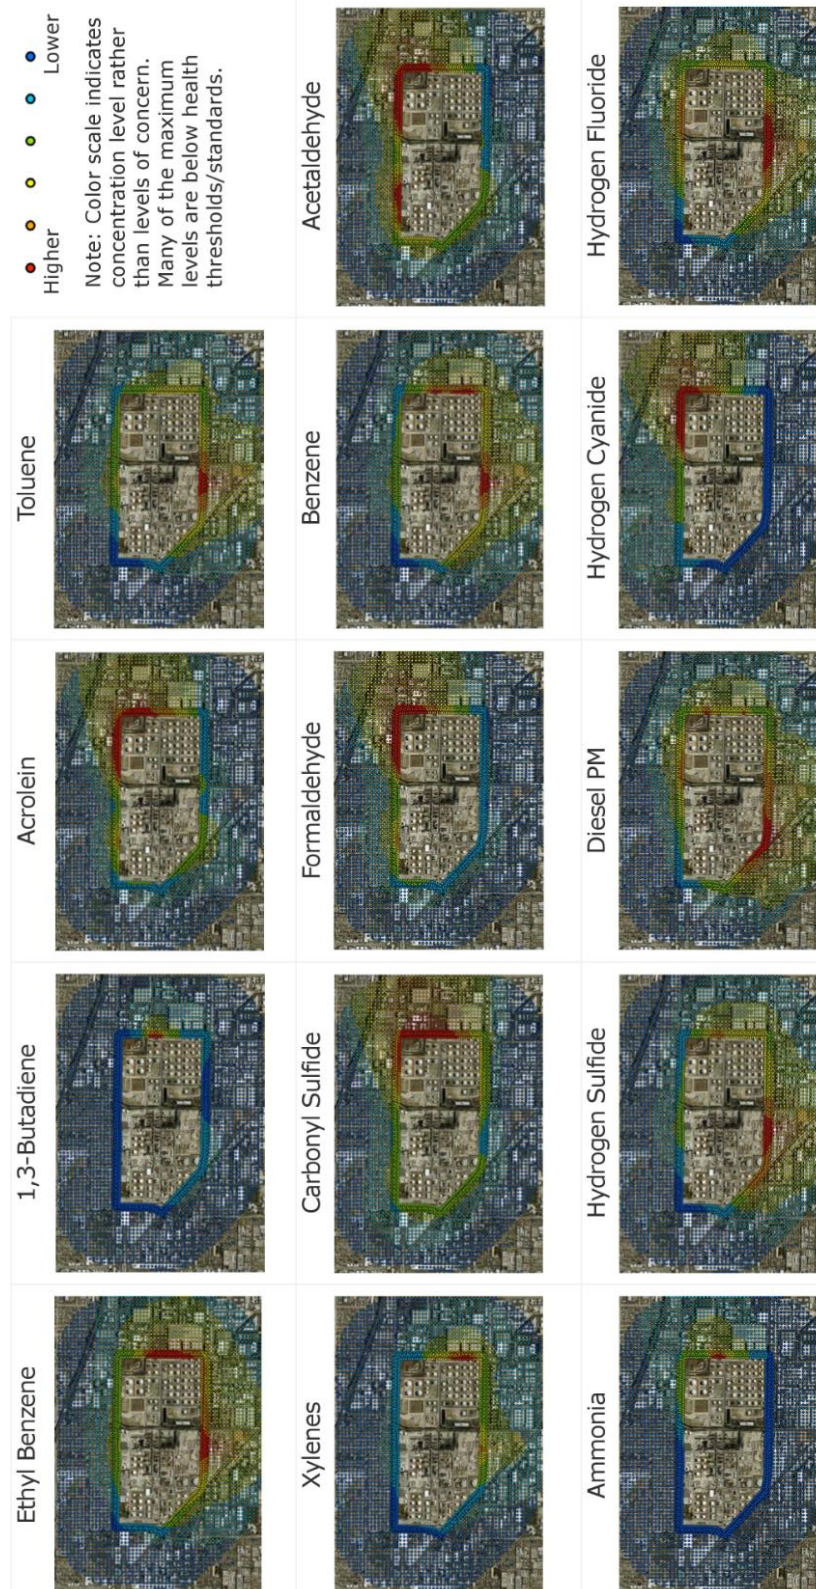 Ethyl Benzene
1,3-Butadiene
Acrolein
Toluene
Higher
Lower
Note: Color scale indicates
concentration level rather
than levels of concern.
Many of the maximum
levels are below health
thresholds/standards.
Xylenes
Carbonyl Sulfide
Formaldehyde
Benzene
Acetaldehyde
Ammonia
Hydrogen Sulfide
Diesel PM
Hydrogen Cyanide
Hydrogen Fluoride